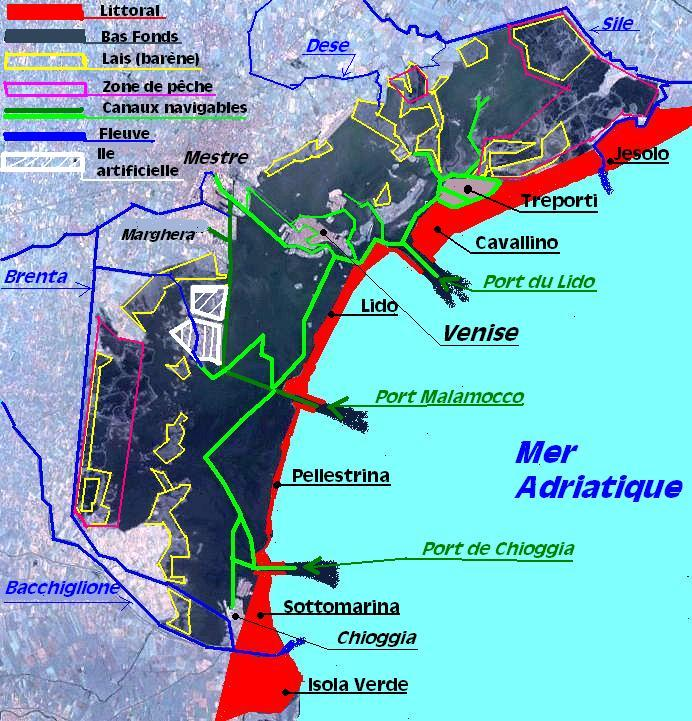 Littoral
Bas Fonds
Lais (barène)
Zone de pêche
Canaux navigables
Fleuve
Ile
artificielle
Sile
Dese
Mestre
Jesolo
Treporti
Marghera
Cavallino
Brenta
Port du Lido
Lido
Venise
Port Malamocco
Mer
Adriatique
Pellestrina
Port de Chioggia
Bacchiglione
Sottomarina
Chioggia
Isola Verde